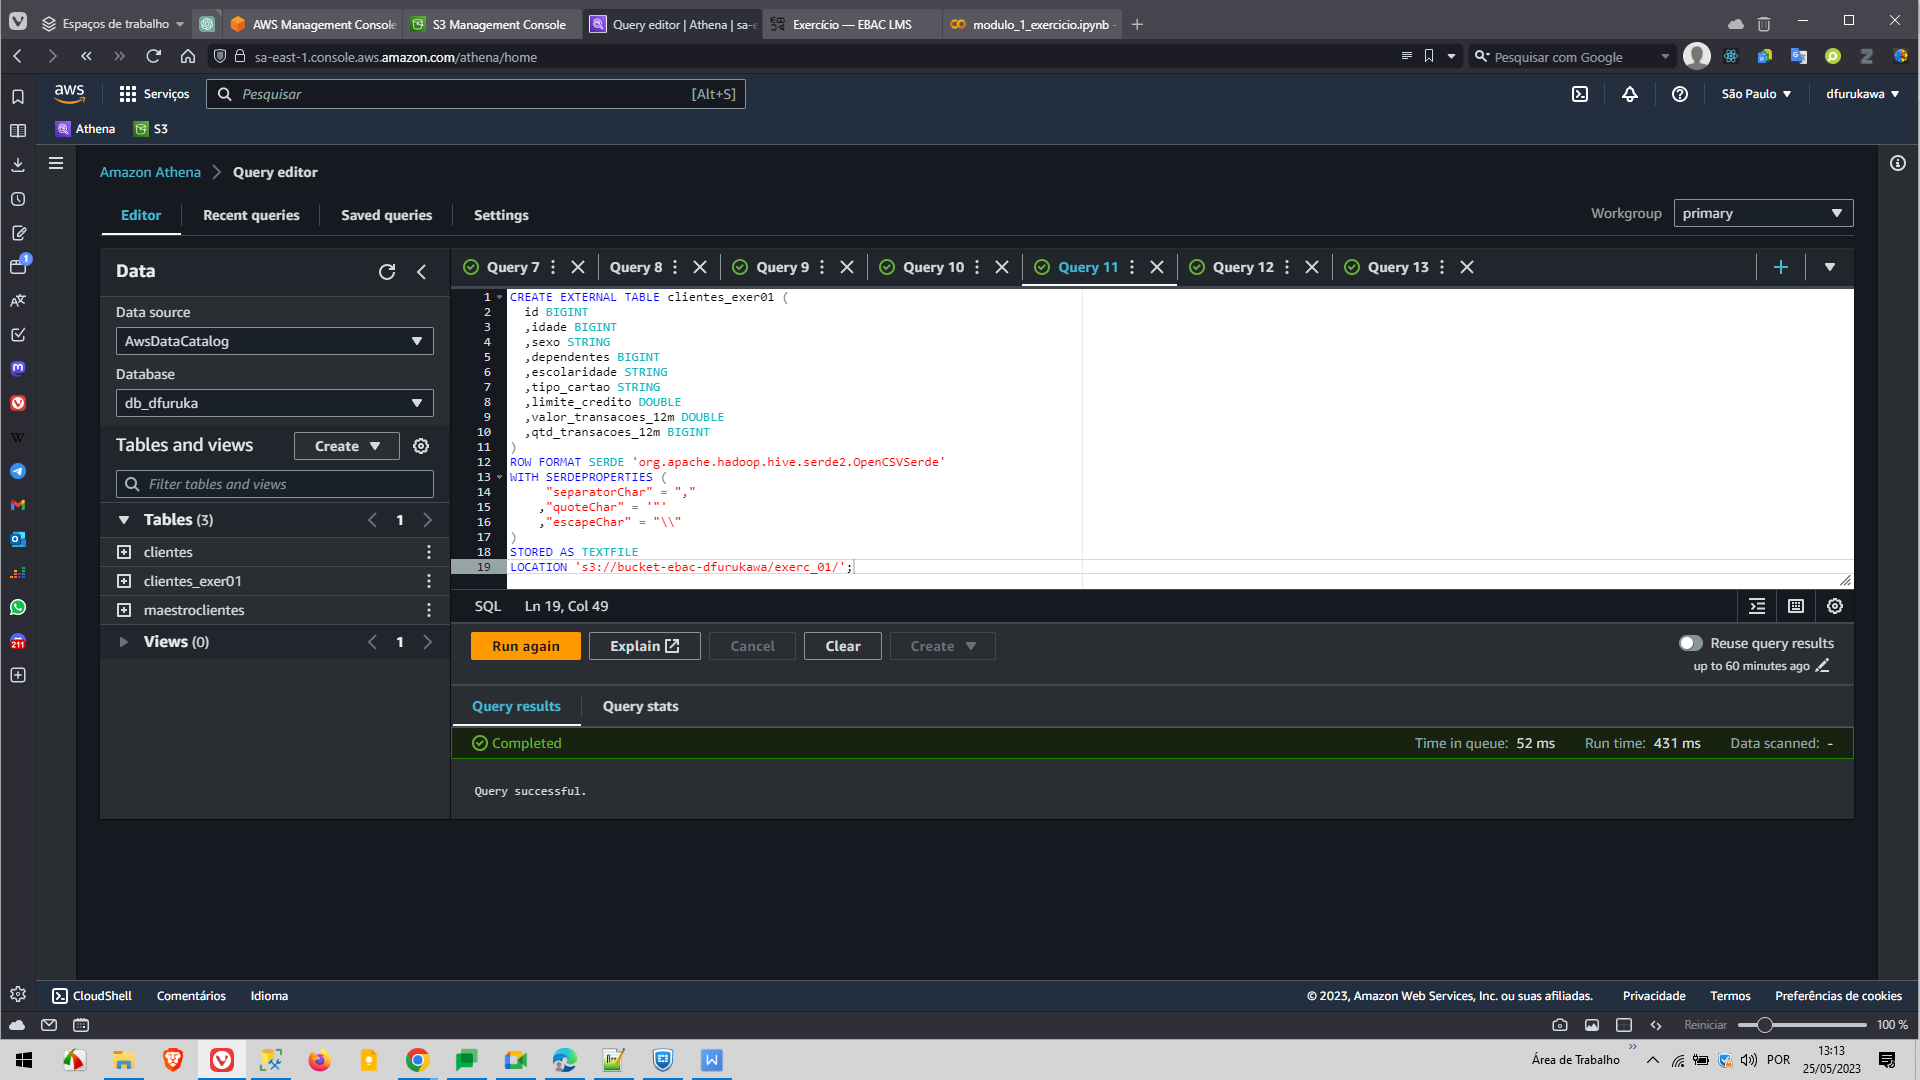 Espaços de trabalho
AWS Management Console
S3 Management Console
Query editor | Athena | sa-e
Exercício — EBAC LMS
modulo_1_exercicio.ipynb -
sa-east-1.console.aws.amazon.com/athena/home
Pesquisar com Google
aws
Serviços
Pesquisar
[Alt+S]
São Paulo
dfurukawa
Athena
S3
Amazon Athena
Query editor
Editor
Recent queries
Saved queries
Settings
Workgroup
primary
Data
Data source
AwsDataCatalog
Database
db_dfuruka
Tables and views
Create
Filter tables and views
Tables (3)
1
clientes
clientes_exer01
maestroclientes
Views (0)
1
Query 7
Query 8
Query 9
Query 10
Query 11
Query 12
Query 13
1 CREATE EXTERNAL TABLE clientes_exer01 (
2 id BIGINT
3 ,idade BIGINT
4 ,sexo STRING
5 ,dependentes BIGINT
6 ,escolaridade STRING
7 ,tipo_cartao STRING
8 ,limite_credito DOUBLE
9 ,valor_transacoes_12m DOUBLE
10 ,qtd_transacoes_12m BIGINT
11 )
12 ROW FORMAT SERDE 'org.apache.hadoop.hive.serde2.OpenCSVSerde'
13 WITH SERDEPROPERTIES (
14 "separatorChar" = ","
15 ,"quoteChar" = '"'
16 ,"escapeChar" = "\\"
17 )
18 STORED AS TEXTFILE
19 LOCATION 's3://bucket-ebac-dfurukawa/exerc_01/';
SQL
Ln 19, Col 49
Run again
Explain
Cancel
Clear
Create
Reuse query results
up to 60 minutes ago
Query results
Query stats
Completed
Time in queue: 52 ms
Run time: 431 ms
Data scanned: -
Query successful.
CloudShell
Comentários
Idioma
© 2023, Amazon Web Services, Inc. ou suas afiliadas.
Privacidade
Termos
Preferências de cookies
Reiniciar
100 %
1
211
Área de Trabalho
POR
13:13
25/05/2023